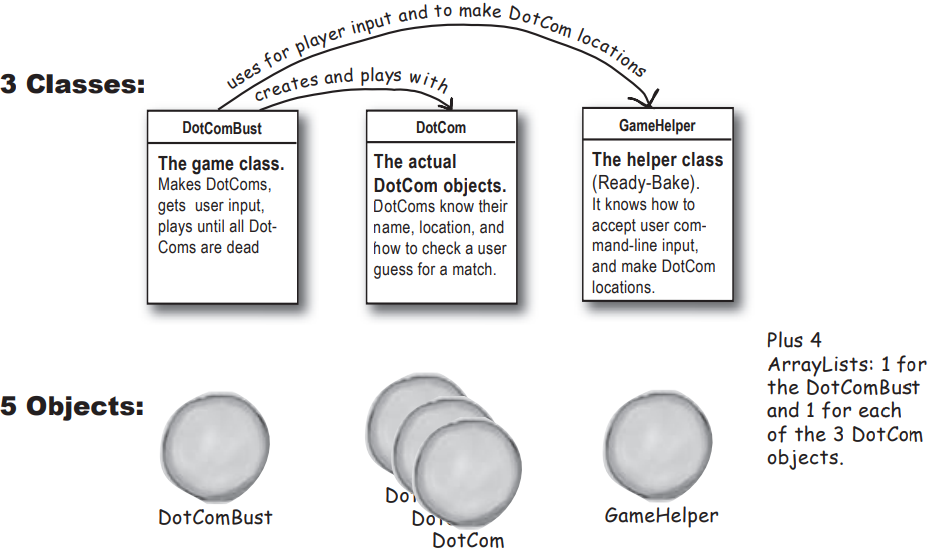 uses for player input and to make DotCom locations
creates and plays with
3 Classes:
DotComBust
The game class.
Makes DotComs,
gets user input,
plays until all Dot-
Coms are dead
DotCom
The actual
DotCom objects.
DotComs know their
name, location, and
how to check a user
guess for a match.
GameHelper
The helper class
(Ready-Bake).
It knows how to
accept user com-
mand-line input,
and make DotCom
locations.
Plus 4
ArrayLists: 1 for
the DotComBust
and 1 for each
of the 3 DotCom
objects.
5 Objects:
DotComBust
DotCom
GameHelper